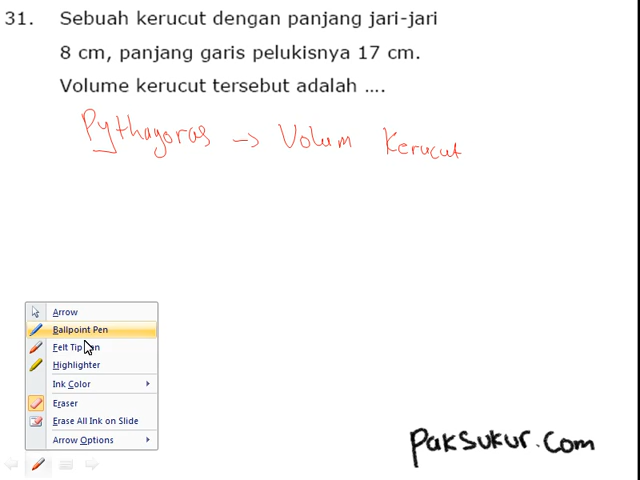 31. Sebuah kerucut dengan panjang jari-jari
8 cm, panjang garis pelukisnya 17 cm.
Volume kerucut tersebut adalah ....
Pythagoras -> Volum Kerucut
Arrow
Ballpoint Pen
Felt Tip Pen
Highlighter
Ink Color
Eraser
Erase All Ink on Slide
Arrow Options
paksukur.com